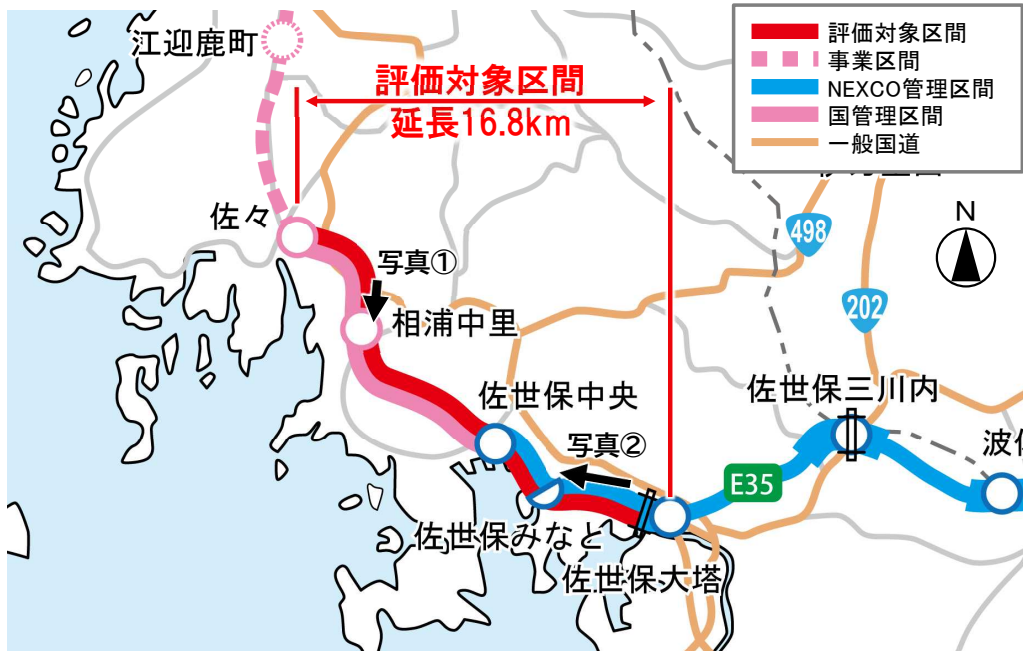 江迎鹿町
評価対象区間
延長16.8km
評価対象区間
事業区間
NEXCO管理区間
国管理区間
一般国道
佐々
写真①
498
N
相浦中里
202
佐世保中央
佐世保三川内
写真②
E35
佐世保みなと
佐世保大塔